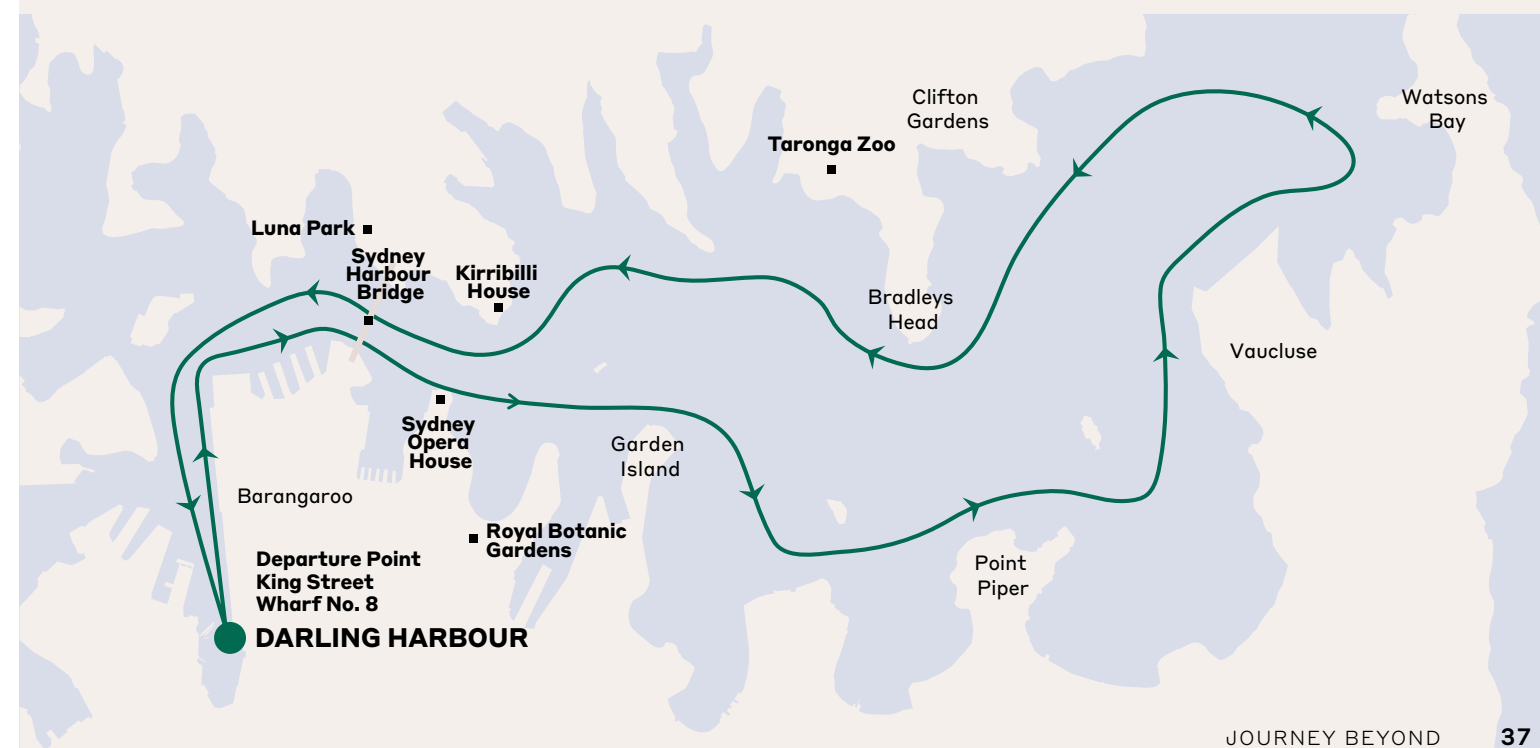 Clifton
Gardens
Watsons
Bay
Taronga Zoo
Luna Park
Sydney
Harbour
Bridge
Kirribilli
House
Bradleys
Head
Vaucluse
Sydney
Opera
House
Garden
Island
Barangaroo
Royal Botanic
Gardens
Point
Piper
Departure Point
King Street
Wharf No. 8
DARLING HARBOUR
JOURNEY BEYOND 37